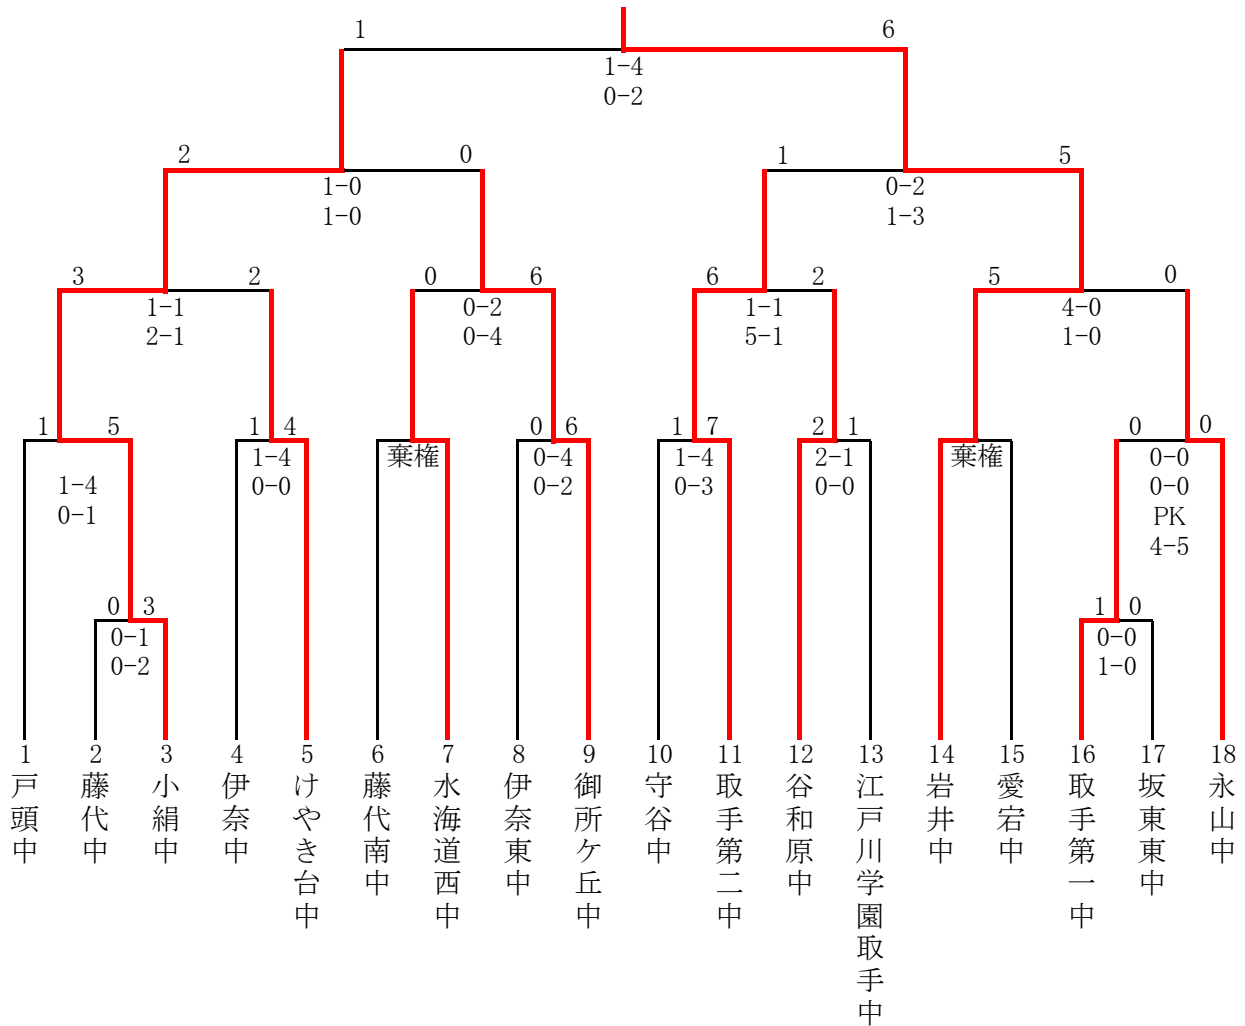 1 6
1-4
0-2
2 0 1 5
1-0 0-2
1-0 1-3
3 2 0 6 6 2 5 0
1-1 0-2 1-1 4-0
2-1 0-4 5-1 1-0
1 5 1 4 0 6 1 7 2 1 0 0
1-4 棄権 0-4 1-4 2-1 棄権 0-0
1-4 0-0 0-2 0-3 0-0 0-0
0-1 PK
4-5
0 3 1 0
0-1 0-0
0-2 1-0
1 2 3 4 5 6 7 8 9 10 11 12 13 14 15 16 17 18
戸頭中
藤代中
小絹中
伊奈中
けやき台中
藤代南中
水海道西中
伊奈東中
御所ケ丘中
守谷中
取手第二中
谷和原中
江戸川学園取手中
岩井中
愛宕中
取手第一中
坂東東中
永山中